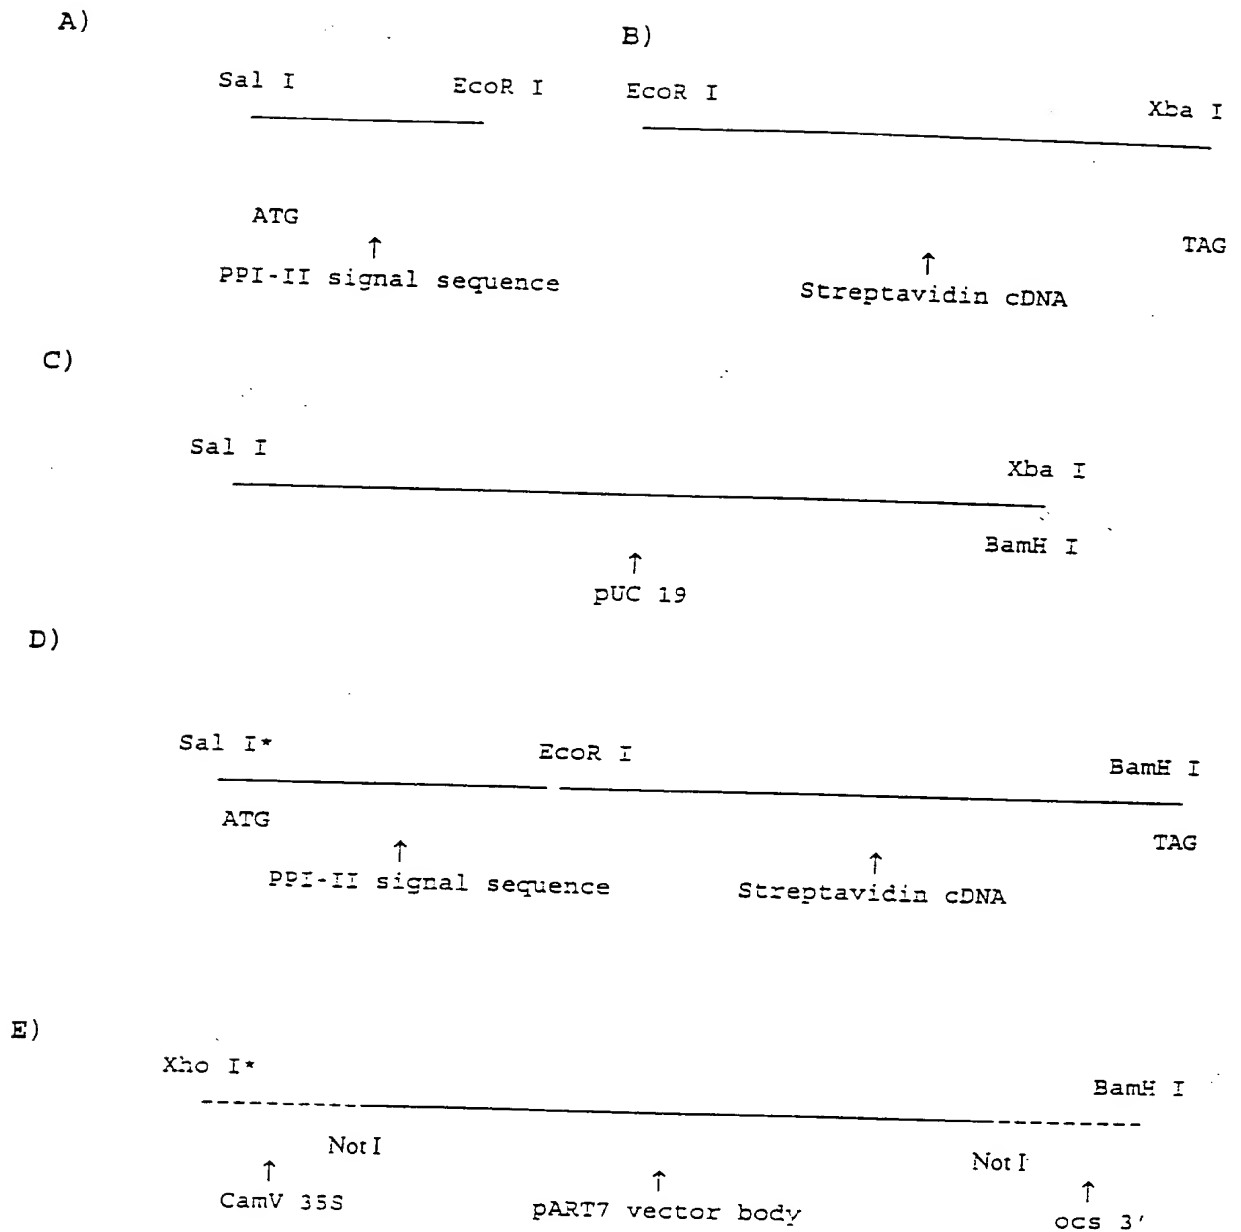 A)
B)
Sal I EcoR I
EcoR I Xba I
ATG
TAG
↑
PPI-II signal sequence
↑
Streptavidin cDNA
C)
Sal I Xba I
BamH I
↑
pUC 19
D)
Sal I* EcoR I BamH I
ATG TAG
↑ ↑
PPI-II signal sequence Streptavidin cDNA
E)
Xho I* BamH I
Not I Not I
↑ ↑ ↑
CamV 35S pART7 vector body ocs 3'